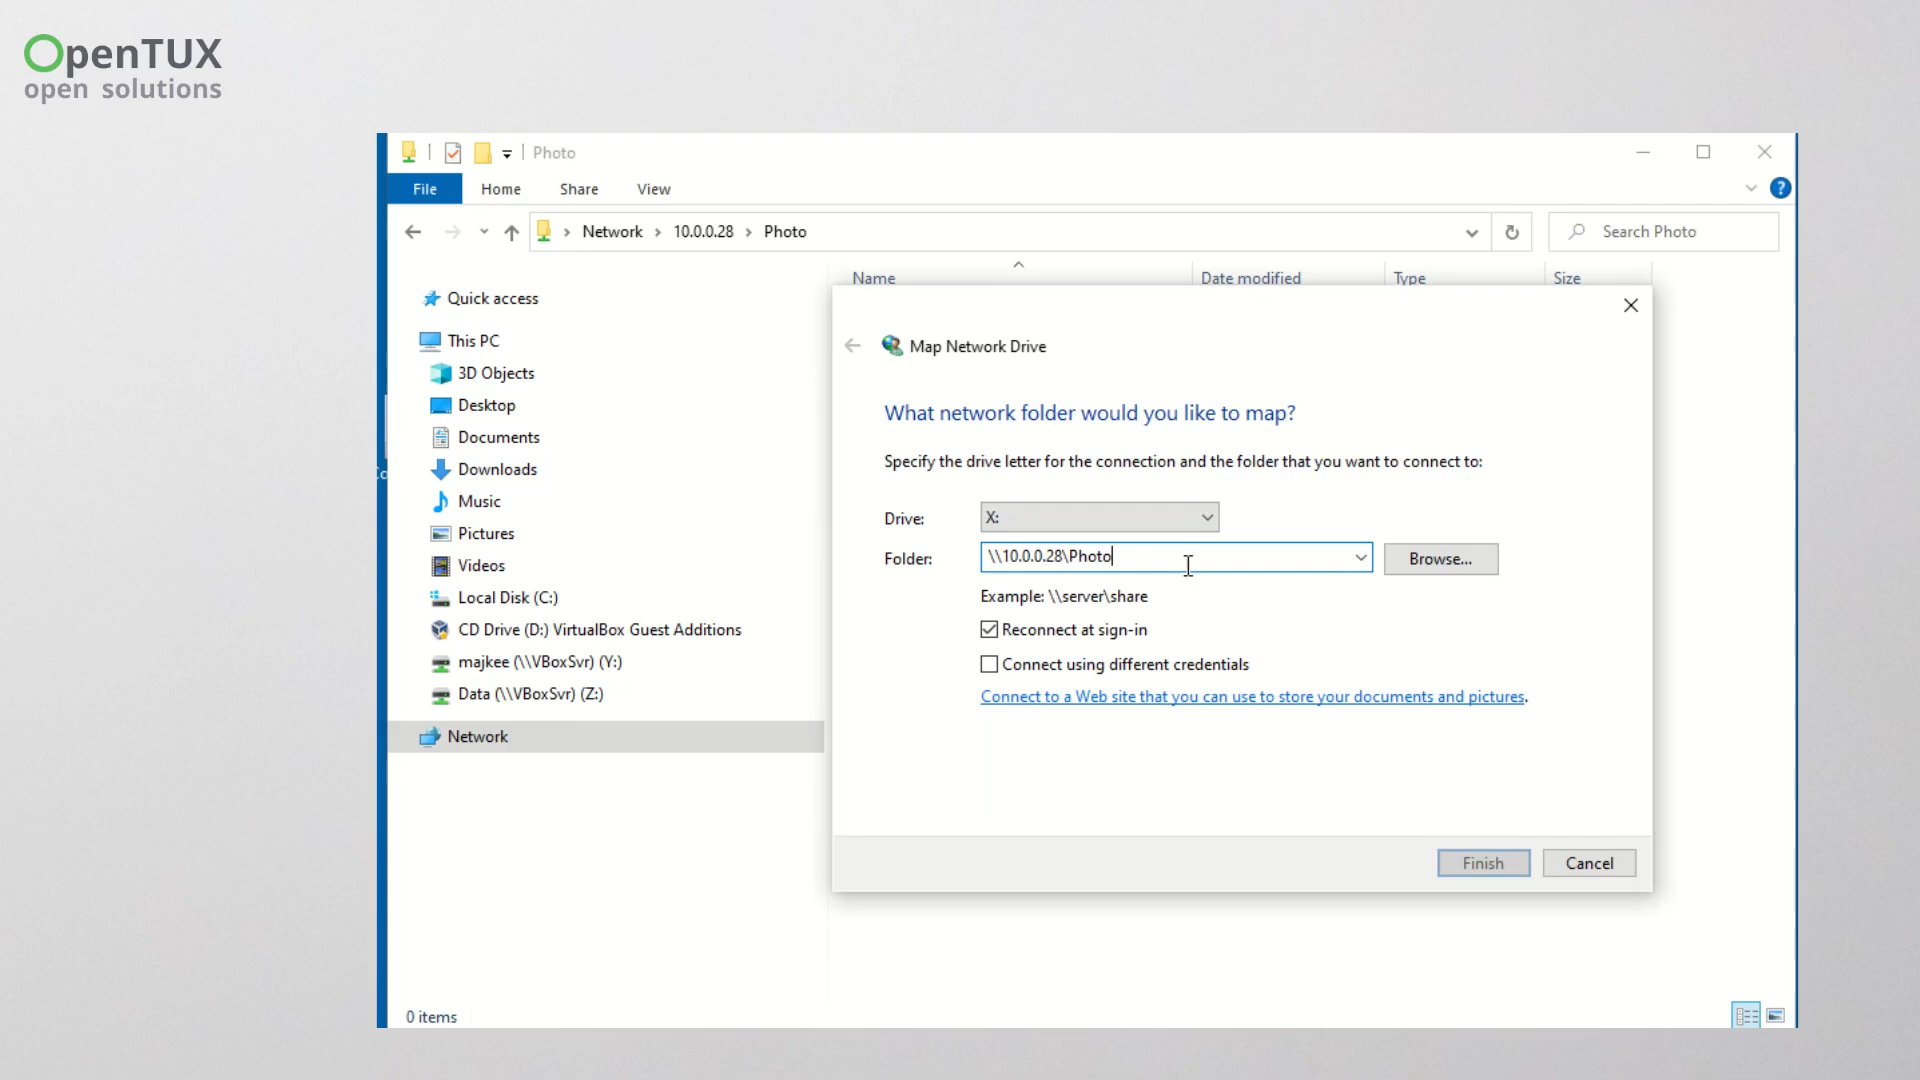 OpenTUX
open solutions
Photo
File Home Share View
Network 10.0.0.28 Photo
Search Photo
Name Date modified Type Size
Quick access
This PC
3D Objects
Desktop
Documents
Downloads
Music
Pictures
Videos
Local Disk (C:)
CD Drive (D:) VirtualBox Guest Additions
majkee (\\VBoxSvr) (Y:)
Data (\\VBoxSvr) (Z:)
Network
0 items
Map Network Drive
What network folder would you like to map?
Specify the drive letter for the connection and the folder that you want to connect to:
Drive: X:
Folder: \\10.0.0.28\Photo Browse...
Example: \\server\share
Reconnect at sign-in
Connect using different credentials
Connect to a Web site that you can use to store your documents and pictures.
Finish Cancel